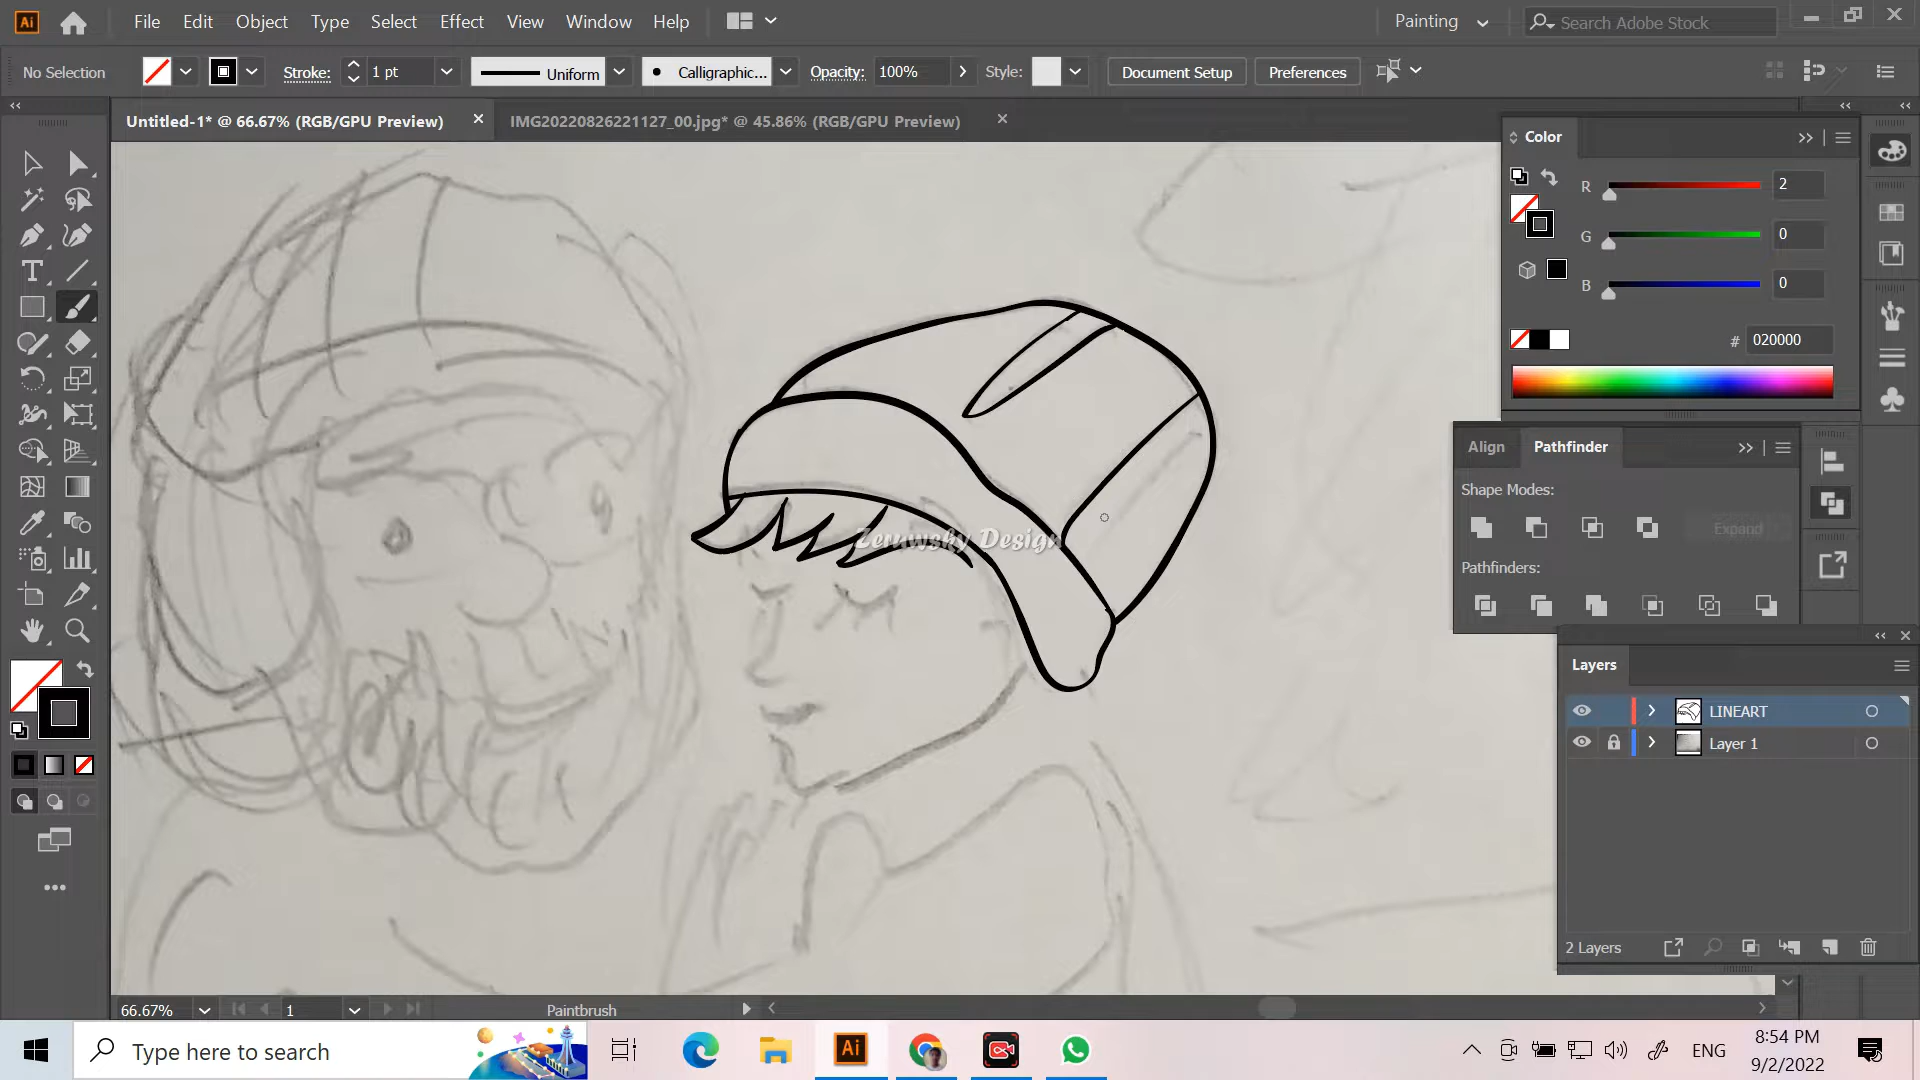 Ai File Edit Object Type Select Effect View Window Help Painting Search Adobe Stock
No Selection Stroke: 1 pt Uniform Calligraphic... Opacity: 100% Style: Document Setup Preferences
Untitled-1* @ 66.67% (RGB/GPU Preview) IMG20220826221127_00.jpg* @ 45.86% (RGB/GPU Preview)
Color
R 2
G 0
B 0
# 020000
Align Pathfinder
Shape Modes:
Expand
Pathfinders:
Zemwsky Design
Layers
LINEART
Layer 1
2 Layers
66.67% 1 Paintbrush
Type here to search
Ai
ENG
8:54 PM
9/2/2022